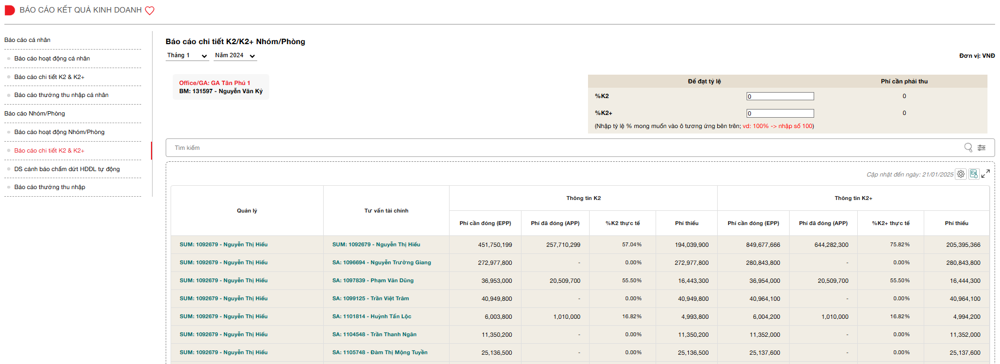 BÁO CÁO KẾT QUẢ KINH DOANH
Báo cáo cá nhân
Báo cáo hoạt động cá nhân
Báo cáo chi tiết K2 & K2+
Báo cáo thưởng thu nhập cá nhân
Báo cáo Nhóm/Phòng
Báo cáo hoạt động Nhóm/Phòng
Báo cáo chi tiết K2 & K2+
DS cảnh báo chấm dứt HĐĐL tự động
Báo cáo thưởng thu nhập
Báo cáo chi tiết K2/K2+ Nhóm/Phòng
Tháng 1 Năm 2024
Đơn vị: VNĐ
Office/GA: GA Tân Phú 1
BM: 131597 - Nguyễn Văn Kỷ
Để đạt tỷ lệ Phí cần phải thu
%K2 0 0
%K2+ 0 0
(Nhập tỷ lệ % mong muốn vào ô tương ứng bên trên; vd: 100% -> nhập số 100)
Tìm kiếm
Cập nhật đến ngày: 21/01/2025
Quản lý Tư vấn tài chính Thông tin K2 Thông tin K2+
Phí cần đóng (EPP) Phí đã đóng (APP) %K2 thực tế Phí thiếu Phí cần đóng (EPP) Phí đã đóng (APP) %K2+ thực tế Phí thiếu
SUM: 1092679 - Nguyễn Thị Hiếu SUM: 1092679 - Nguyễn Thị Hiếu 451,750,199 257,710,299 57.04% 194,039,900 849,677,666 644,282,300 75.82% 205,395,366
SUM: 1092679 - Nguyễn Thị Hiếu SA: 1096694 - Nguyễn Trường Giang 272,977,800 - 0.00% 272,977,800 280,843,800 - 0.00% 280,843,800
SUM: 1092679 - Nguyễn Thị Hiếu SA: 1097839 - Phạm Văn Dũng 36,953,000 20,509,700 55.50% 16,443,300 36,954,000 20,509,700 55.50% 16,444,300
SUM: 1092679 - Nguyễn Thị Hiếu SA: 1099125 - Trần Việt Trâm 40,949,800 - 0.00% 40,949,800 40,964,100 - 0.00% 40,964,100
SUM: 1092679 - Nguyễn Thị Hiếu SA: 1101814 - Huỳnh Tấn Lộc 6,003,800 1,010,000 16.82% 4,993,800 6,004,200 1,010,000 16.82% 4,994,200
SUM: 1092679 - Nguyễn Thị Hiếu SA: 1104548 - Trần Thanh Ngân 11,350,200 - 0.00% 11,350,200 11,352,000 - 0.00% 11,352,000
SUM: 1092679 - Nguyễn Thị Hiếu SA: 1105748 - Đàm Thị Mộng Tuyền 25,136,500 - 0.00% 25,136,500 25,137,600 - 0.00% 25,137,600